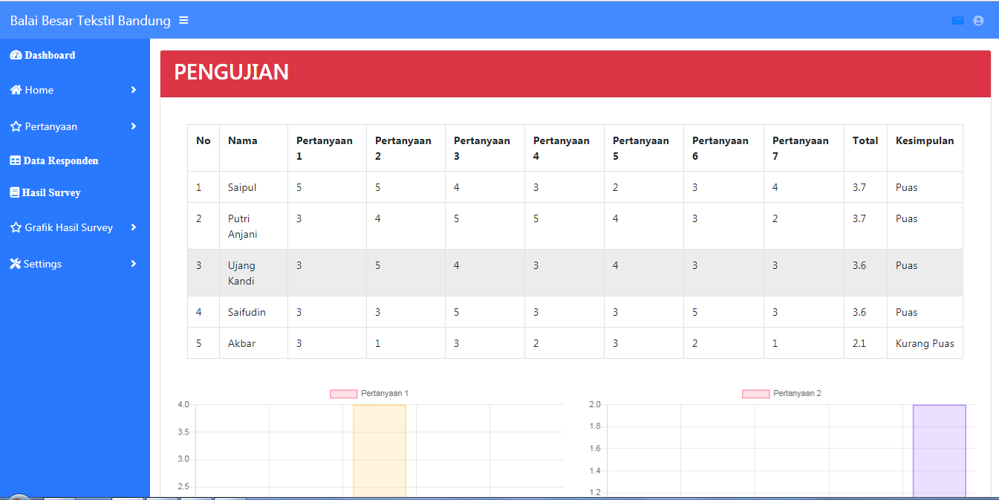 Balai Besar Tekstil Bandung
Dashboard
Home
Pertanyaan
Data Responden
Hasil Survey
Grafik Hasil Survey
Settings
PENGUJIAN
No Nama Pertanyaan 1 Pertanyaan 2 Pertanyaan 3 Pertanyaan 4 Pertanyaan 5 Pertanyaan 6 Pertanyaan 7 Total Kesimpulan
1 Saipul 5 5 4 3 2 3 4 3.7 Puas
2 Putri Anjani 3 4 5 5 4 3 2 3.7 Puas
3 Ujang Kandi 3 5 4 3 4 3 3 3.6 Puas
4 Saifudin 3 3 5 3 3 5 3 3.6 Puas
5 Akbar 3 1 3 2 3 2 1 2.1 Kurang Puas
Pertanyaan 1
4.0
3.5
3.0
2.5
Pertanyaan 2
2.0
1.8
1.6
1.4
1.2